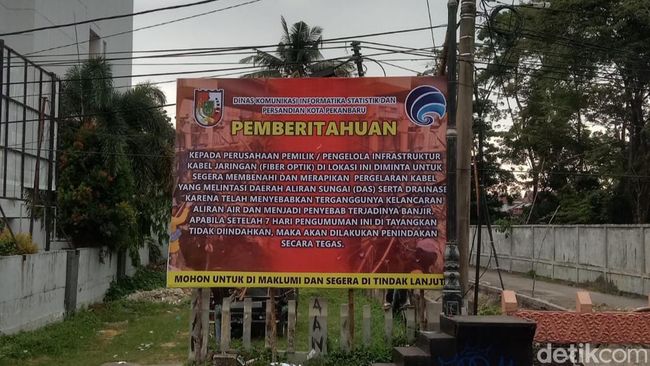 DINAS KOMUNIKASI INFORMATIKA STATISTIK DAN
PERSANDIAN KOTA PEKANBARU
PEMBERITAHUAN
KEPADA PERUSAHAAN PEMILIK / PENGELOLA INFRASTRUKTUR
KABEL JARINGAN (FIBER OPTIK) DI LOKASI INI DIMINTA UNTUK
SEGERA MEMBENAHI DAN MERAPIKAN PERGELARAN KABEL
YANG MELINTASI DAERAH ALIRAN SUNGAI (DAS) SERTA DRAINASE
KARENA TELAH MENYEBABKAN TERGANGGUNYA KELANCARAN
ALIRAN AIR DAN MENJADI PENYEBAB TERJADINYA BANJIR.
APABILA SETELAH 7 HARI PENGUMUMAN INI DI TAYANGKAN
TIDAK DIINDAHKAN, MAKA AKAN DILAKUKAN PENINDAKAN
SECARA TEGAS.
MOHON UNTUK DI MAKLUMI DAN SEGERA DI TINDAK LANJUT
detikcom